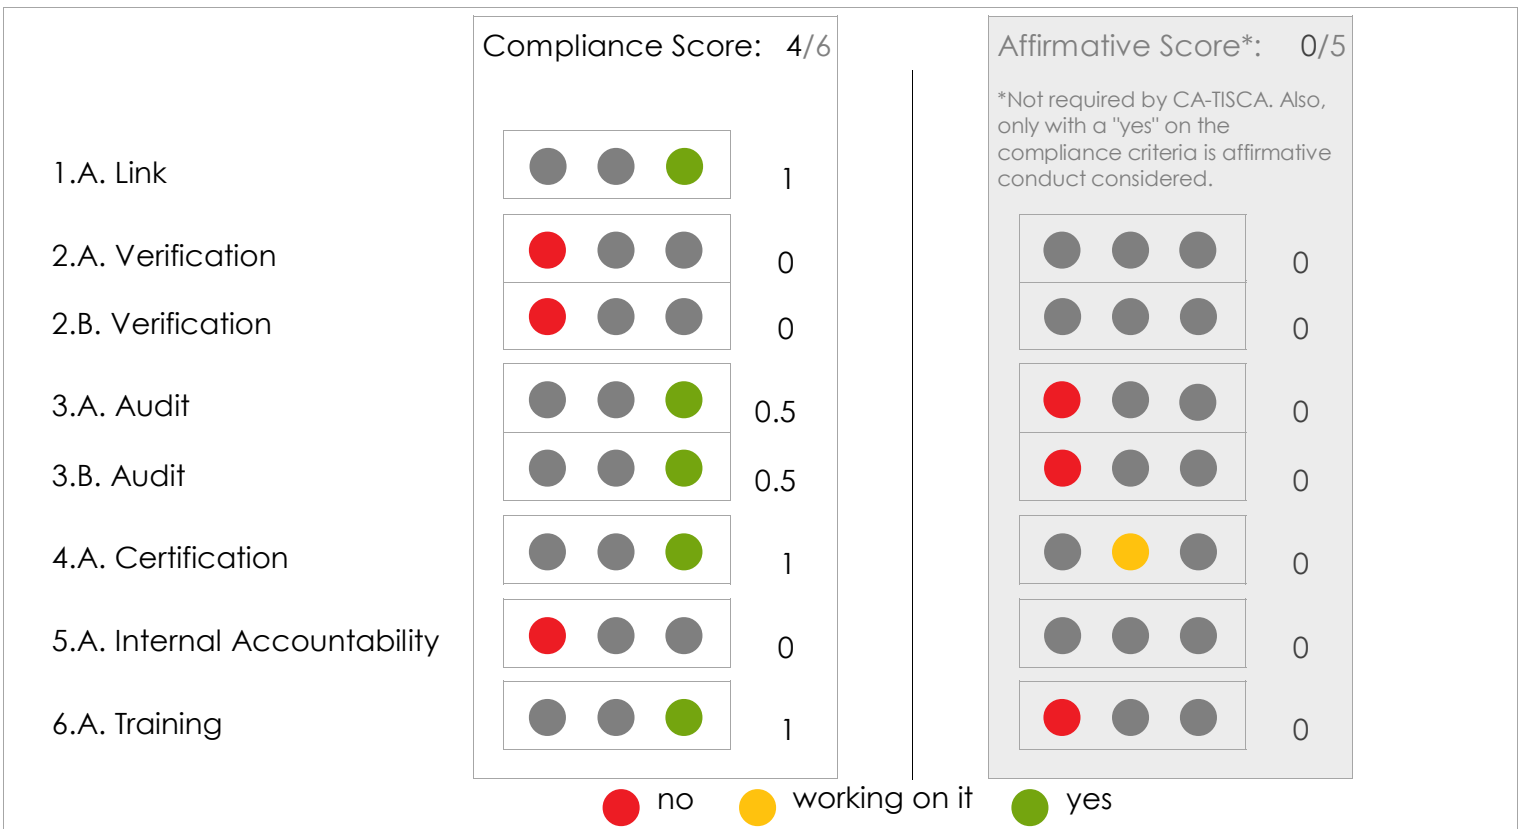 Compliance Score: 4/6
Affirmative Score*: 0/5
*Not required by CA-TISCA. Also,
only with a "yes" on the
compliance criteria is affirmative
conduct considered.
1.A. Link 1
2.A. Verification 0 0
2.B. Verification 0 0
3.A. Audit 0.5 0
3.B. Audit 0.5 0
4.A. Certification 1 0
5.A. Internal Accountability 0 0
6.A. Training 1 0
no working on it yes